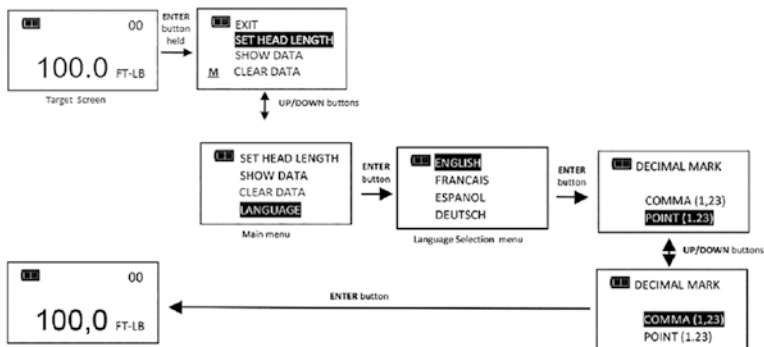 00
100.0 FT-LB
Target Screen
ENTER
button
held
EXIT
SET HEAD LENGTH
SHOW DATA
M CLEAR DATA
UP/DOWN buttons
SET HEAD LENGTH
SHOW DATA
CLEAR DATA
LANGUAGE
Main menu
ENTER
button
ENGLISH
FRANCAIS
ESPANOL
DEUTSCH
Language Selection menu
ENTER
button
DECIMAL MARK
COMMA (1,23)
POINT (1.23)
UP/DOWN buttons
DECIMAL MARK
COMMA (1,23)
POINT (1.23)
ENTER button
00
100,0 FT-LB